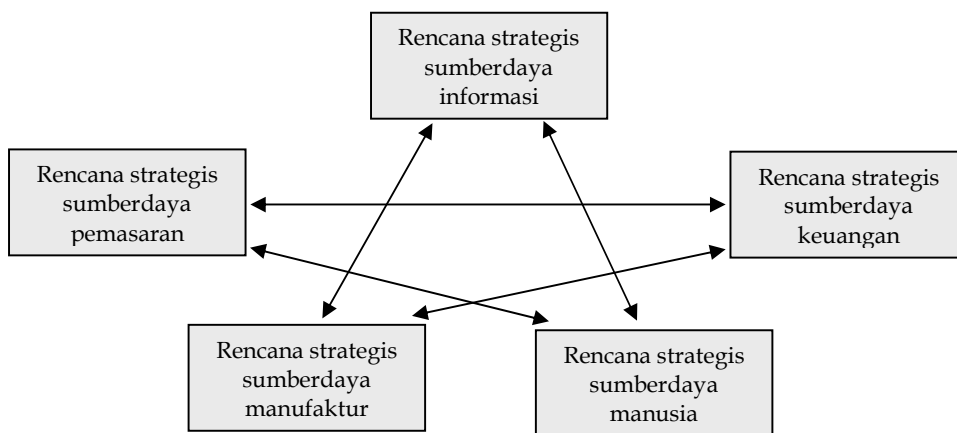 Rencana strategis
sumberdaya
informasi
Rencana strategis
sumberdaya
pemasaran
Rencana strategis
sumberdaya
keuangan
Rencana strategis
sumberdaya
manufaktur
Rencana strategis
sumberdaya
manusia